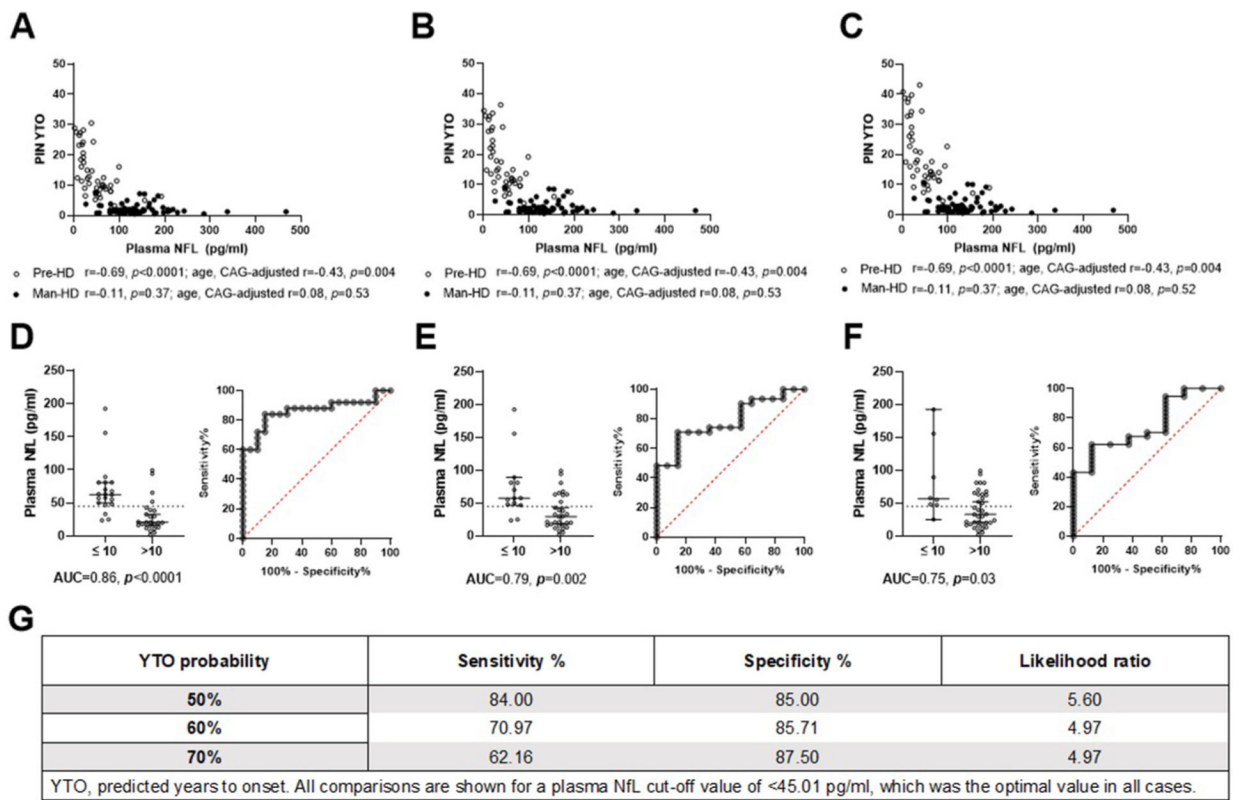 A
B
C
50
40
30
20
10
0
PIN YTO
0
100
200
300
400
500
Plasma NFL (pg/ml)
Pre-HD r=-0.69, p<0.0001; age, CAG-adjusted r=-0.43, p=0.004
Man-HD r=-0.11, p=0.37; age, CAG-adjusted r=0.08, p=0.53
50
40
30
20
10
0
PIN YTO
0
100
200
300
400
500
Plasma NFL (pg/ml)
Pre-HD r=-0.69, p<0.0001; age, CAG-adjusted r=-0.43, p=0.004
Man-HD r=-0.11, p=0.37; age, CAG-adjusted r=0.08, p=0.53
50
40
30
20
10
0
PIN YTO
0
100
200
300
400
500
Plasma NFL (pg/ml)
Pre-HD r=-0.69, p<0.0001; age, CAG-adjusted r=-0.43, p=0.004
Man-HD r=-0.11, p=0.37; age, CAG-adjusted r=0.08, p=0.52
D
E
F
250
200
150
100
50
0
Plasma NfL (pg/ml)
≤ 10
>10
AUC=0.86, p<0.0001
100
80
60
40
20
0
Sensitivity%
0
20
40
60
80
100
100% - Specificity%
250
200
150
100
50
0
Plasma NfL (pg/ml)
≤ 10
>10
AUC=0.79, p=0.002
100
80
60
40
20
0
Sensitivity%
0
20
40
60
80
100
100% - Specificity%
250
200
150
100
50
0
Plasma NfL (pg/ml)
≤ 10
>10
AUC=0.75, p=0.03
100
80
60
40
20
0
Sensitivity%
0
20
40
60
80
100
100% - Specificity%
G
YTO probability Sensitivity % Specificity % Likelihood ratio
50% 84.00 85.00 5.60
60% 70.97 85.71 4.97
70% 62.16 87.50 4.97
YTO, predicted years to onset. All comparisons are shown for a plasma NfL cut-off value of <45.01 pg/ml, which was the optimal value in all cases.